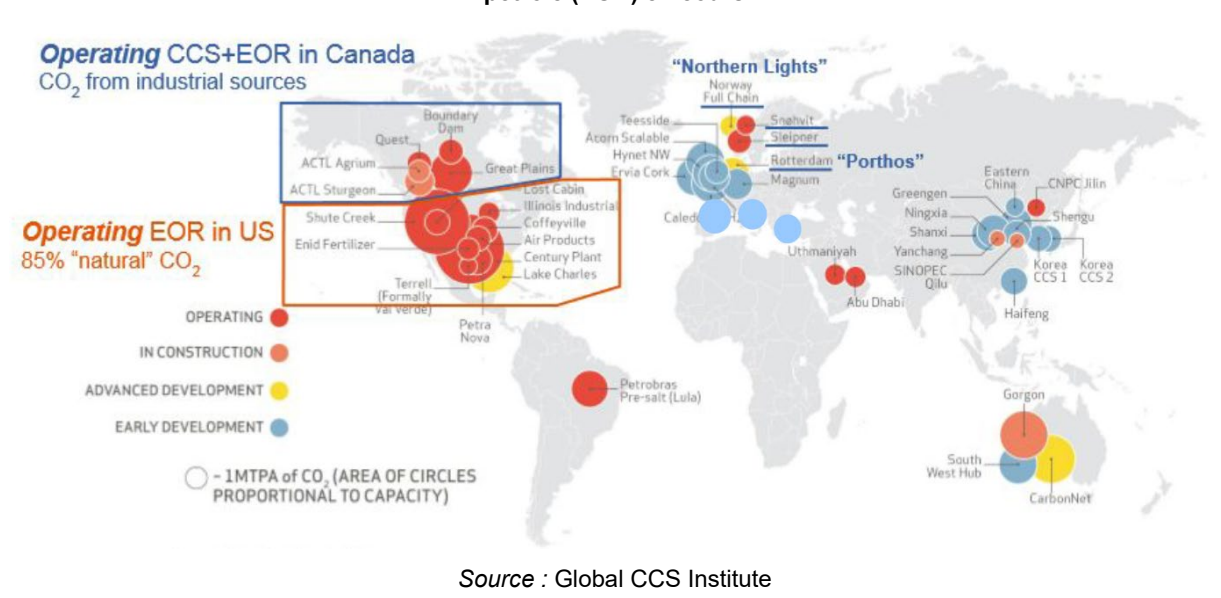 Operating CCS+EOR in Canada
CO2 from industrial sources
"Northern Lights"
Norway
Full Chain
Boundary
Dam
Quest
ACTL Agrium
Great Plains
ACTL Sturgeon
Lost Cabin
Illinois Industrial
Shute Creek
Coffeyville
Operating EOR in US
85% "natural" CO2
Enid Fertilizer
Air Products
Century Plant
Lake Charles
Terrell
(Formally
Val Verde)
Petra
Nova
Teesside
Snøhvit
Acorn Scalable
Sleipner
Hynet NW
Rotterdam "Porthos"
Ervia Cork
Magnum
Uthmaniyah
Abu Dhabi
Eastern
China
CNPC Jilin
Greengen
Ningxia
Shengu
Shanxi
Yanchang
SINOPEC
Qilu
Korea
CCS 1
Korea
CCS 2
Haifeng
OPERATING
IN CONSTRUCTION
ADVANCED DEVELOPMENT
EARLY DEVELOPMENT
~ 1MTPA of CO2 (AREA OF CIRCLES
PROPORTIONAL TO CAPACITY)
Petrobras
Pre-salt (Lula)
Gorgon
South
West Hub
CarbonNet
Source : Global CCS Institute